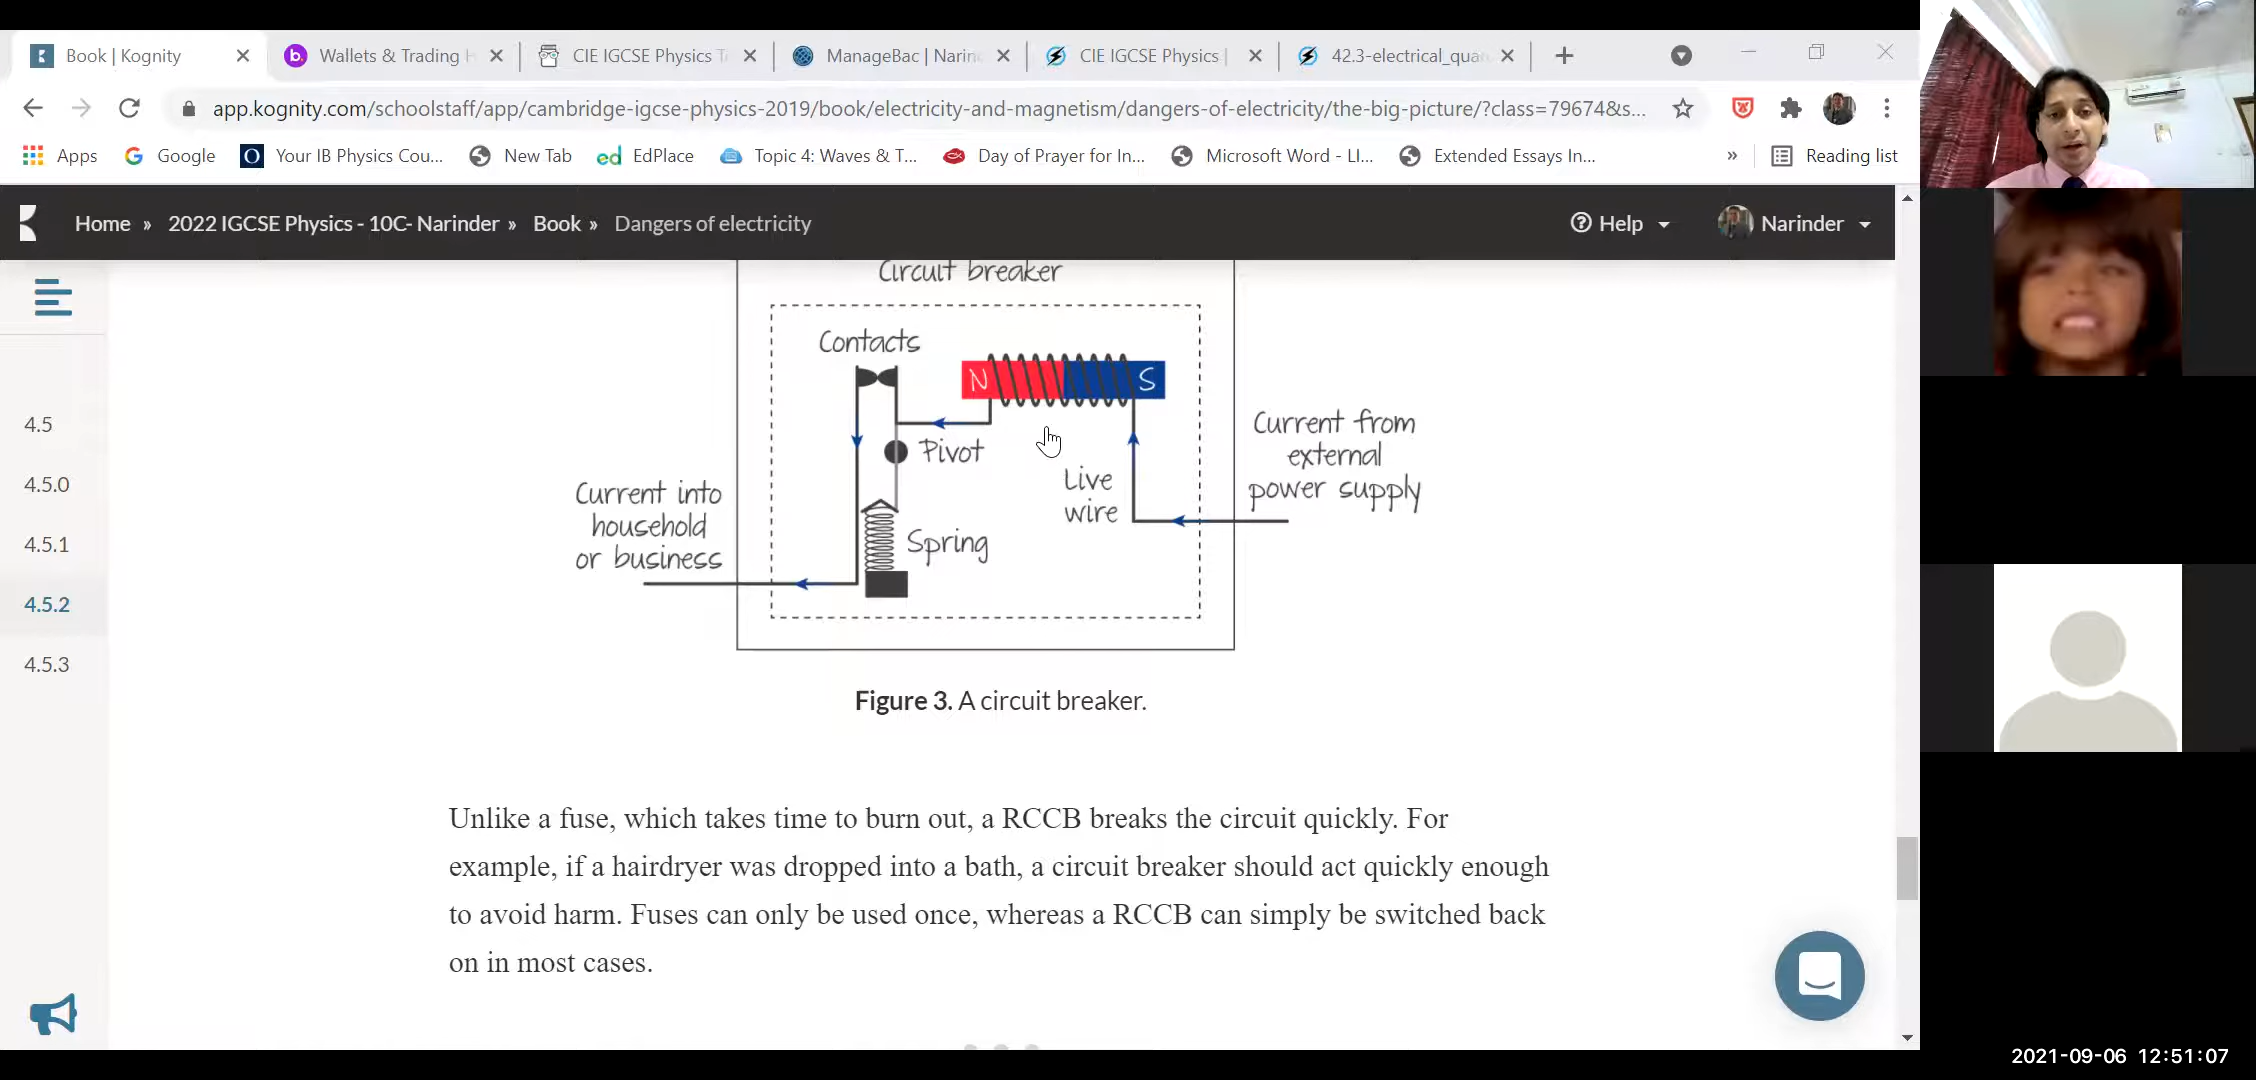 Book | Kognity
Wallets & Trading H
CIE IGCSE Physics T
ManageBac | Narin
CIE IGCSE Physics |
42.3-electrical_qua
app.kognity.com/schoolstaff/app/cambridge-igcse-physics-2019/book/electricity-and-magnetism/dangers-of-electricity/the-big-picture/?class=79674&s...
Apps
Google
Your IB Physics Cou...
New Tab
ed EdPlace
Topic 4: Waves & T...
Day of Prayer for In...
Microsoft Word - LI...
Extended Essays In...
»
Reading list
Home » 2022 IGCSE Physics - 10C- Narinder » Book » Dangers of electricity
Help
Narinder
4.5
4.5.0
4.5.1
4.5.2
4.5.3
Circuit breaker
Contacts
N
S
Pivot
Current from
external
power supply
Live
wire
Current into
household
or business
Spring
Figure 3. A circuit breaker.
Unlike a fuse, which takes time to burn out, a RCCB breaks the circuit quickly. For
example, if a hairdryer was dropped into a bath, a circuit breaker should act quickly enough
to avoid harm. Fuses can only be used once, whereas a RCCB can simply be switched back
on in most cases.
2021-09-06 12:51:07